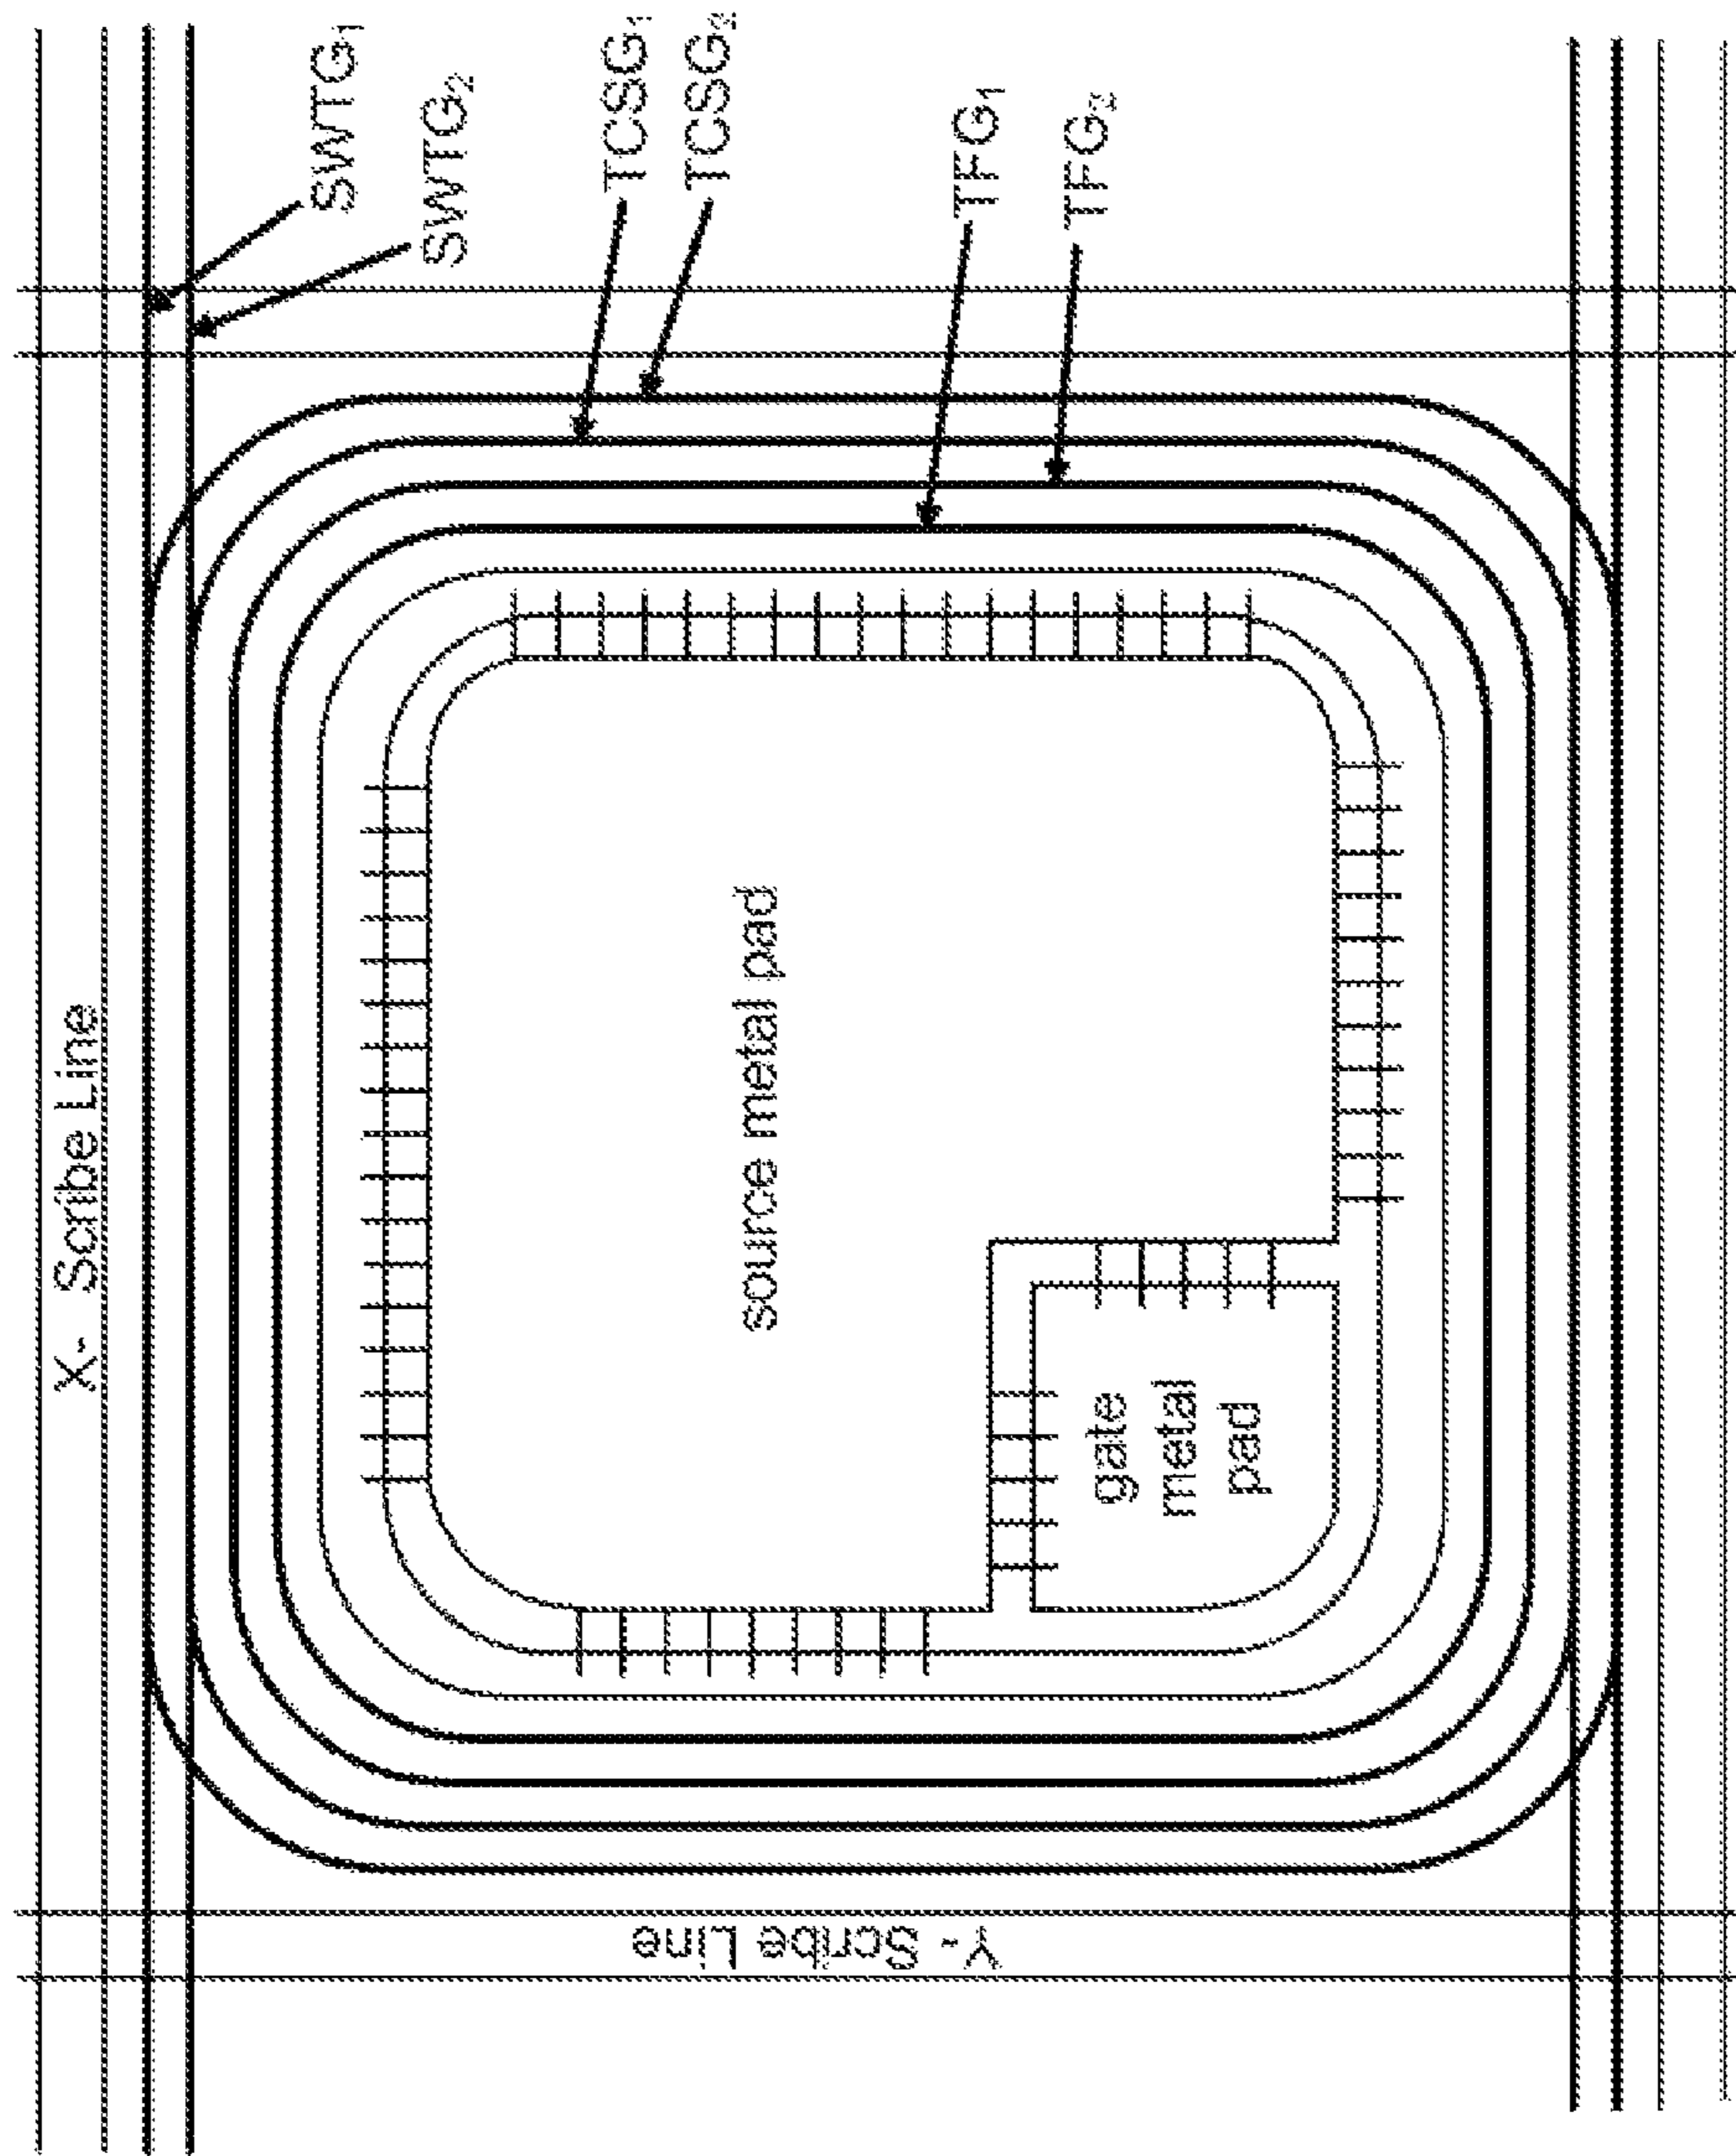 X- Scribe Line
SWTG1
SWTG2
TCSG1
TCSG2
TFG1
TFG2
source metal pad
gate
metal
pad
Y- Scribe Line